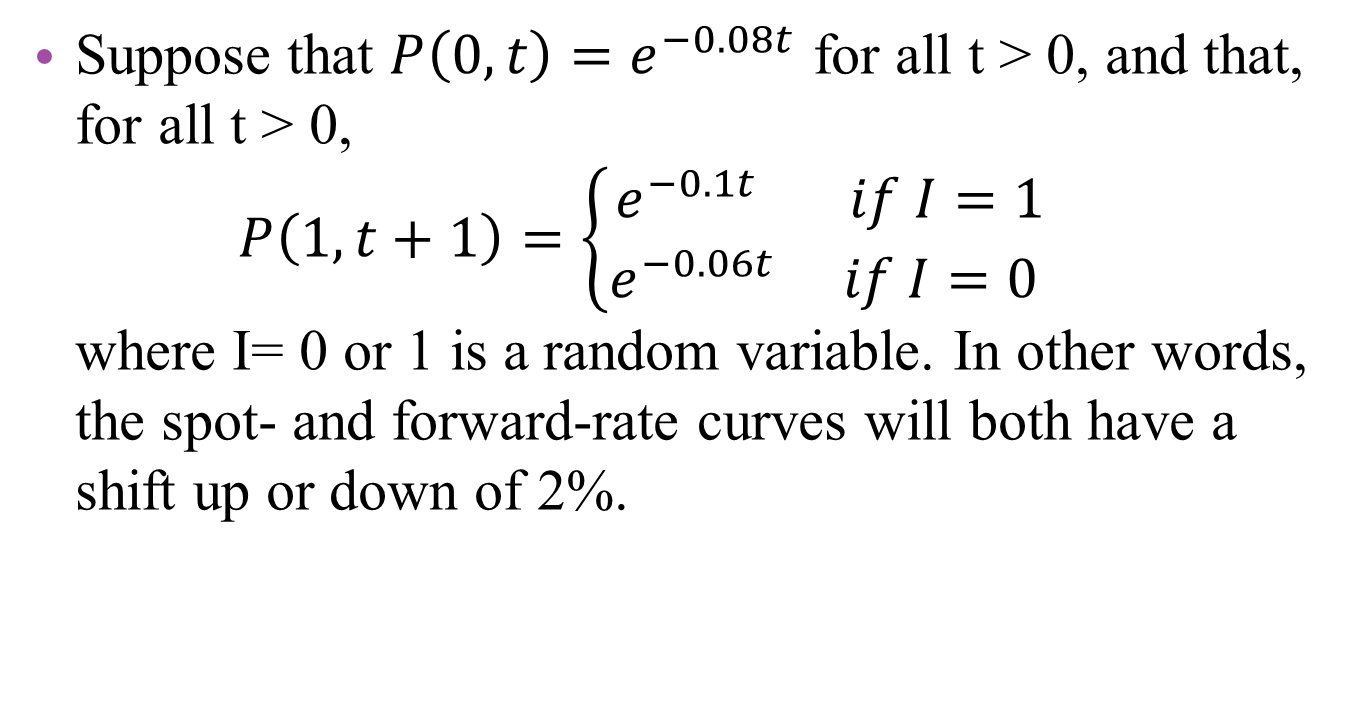 • Suppose that P(0, t) = e^{−0.08t} for all t > 0, and that,
for all t > 0,
P(1, t + 1) = { e^{−0.1t} if I = 1
e^{−0.06t} if I = 0
where I= 0 or 1 is a random variable. In other words,
the spot- and forward-rate curves will both have a
shift up or down of 2%.